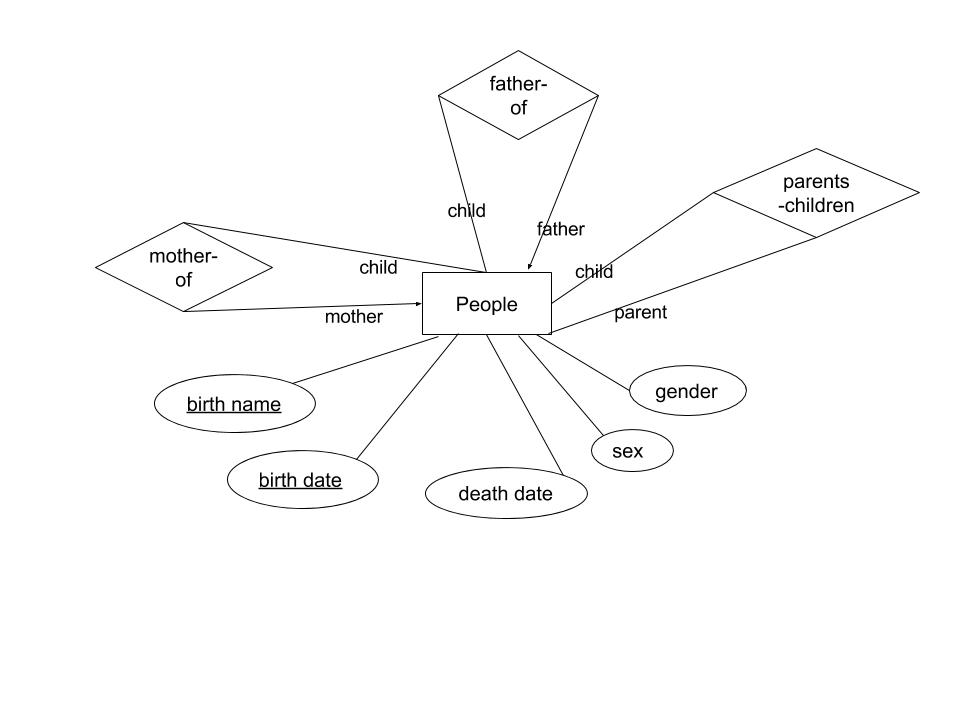 father-
of
parents
-children
child
father
mother-
of
child
child
mother
People
parent
birth name
gender
sex
birth date
death date